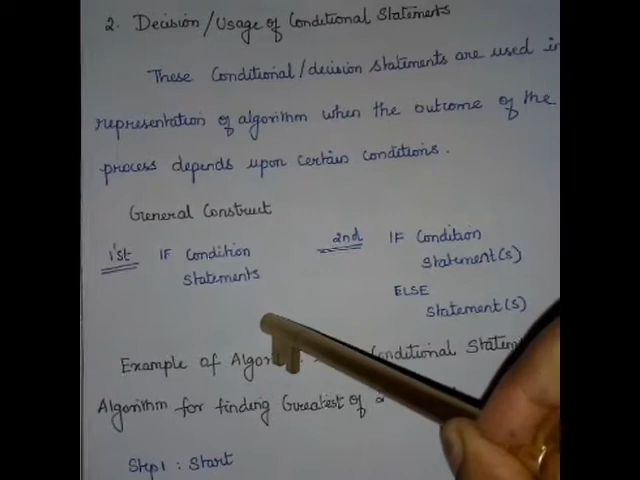 2. Decision/Usage of Conditional Statements
These Conditional/decision statements are used in
representation of algorithm when the outcome of the
process depends upon certain conditions.
General Construct
1st IF Condition
Statements
2nd IF Condition
Statement(s)
ELSE
Statement(s)
Example of Conditional
Algorithm for finding Greatest of
Step1 : Start